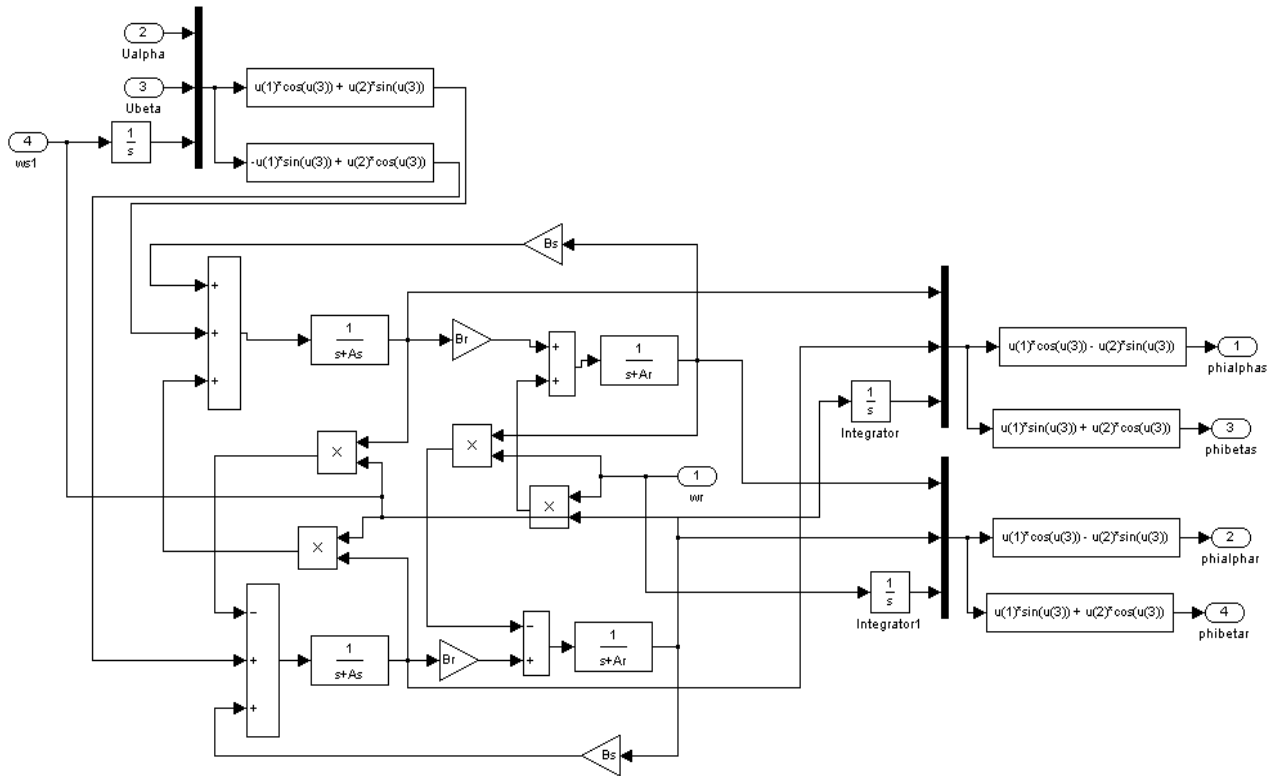 2
Ualpha
3
Ubeta
4
ws1
1
s
u(1)*cos(u(3)) + u(2)*sin(u(3))
-u(1)*sin(u(3)) + u(2)*cos(u(3))
Bs
+
+
+
1
s+As
Br
+
+
1
s+Ar
×
×
×
×
1
wr
1
s
Integrator
u(1)*cos(u(3)) - u(2)*sin(u(3))
1
phialphas
u(1)*sin(u(3)) + u(2)*cos(u(3))
3
phibetas
u(1)*cos(u(3)) - u(2)*sin(u(3))
2
phialphar
1
s
Integrator1
u(1)*sin(u(3)) + u(2)*cos(u(3))
4
phibetar
-
+
+
1
s+As
Br
-
+
1
s+Ar
Bs